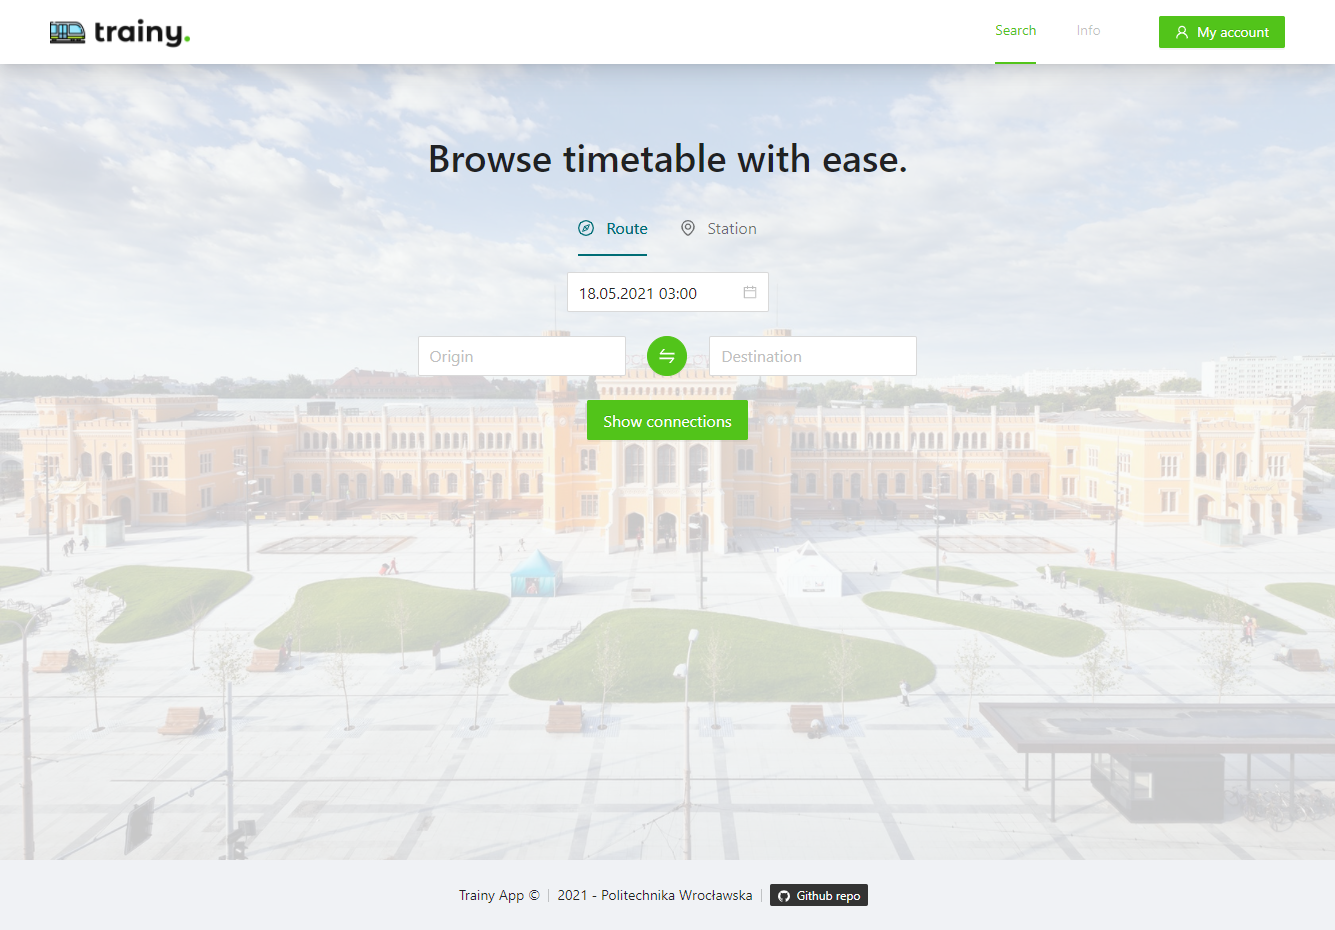 trainy.
Search
Info
My account
Browse timetable with ease.
Route
Station
18.05.2021 03:00
Origin
Destination
Show connections
Trainy App © | 2021 - Politechnika Wrocławska | Github repo